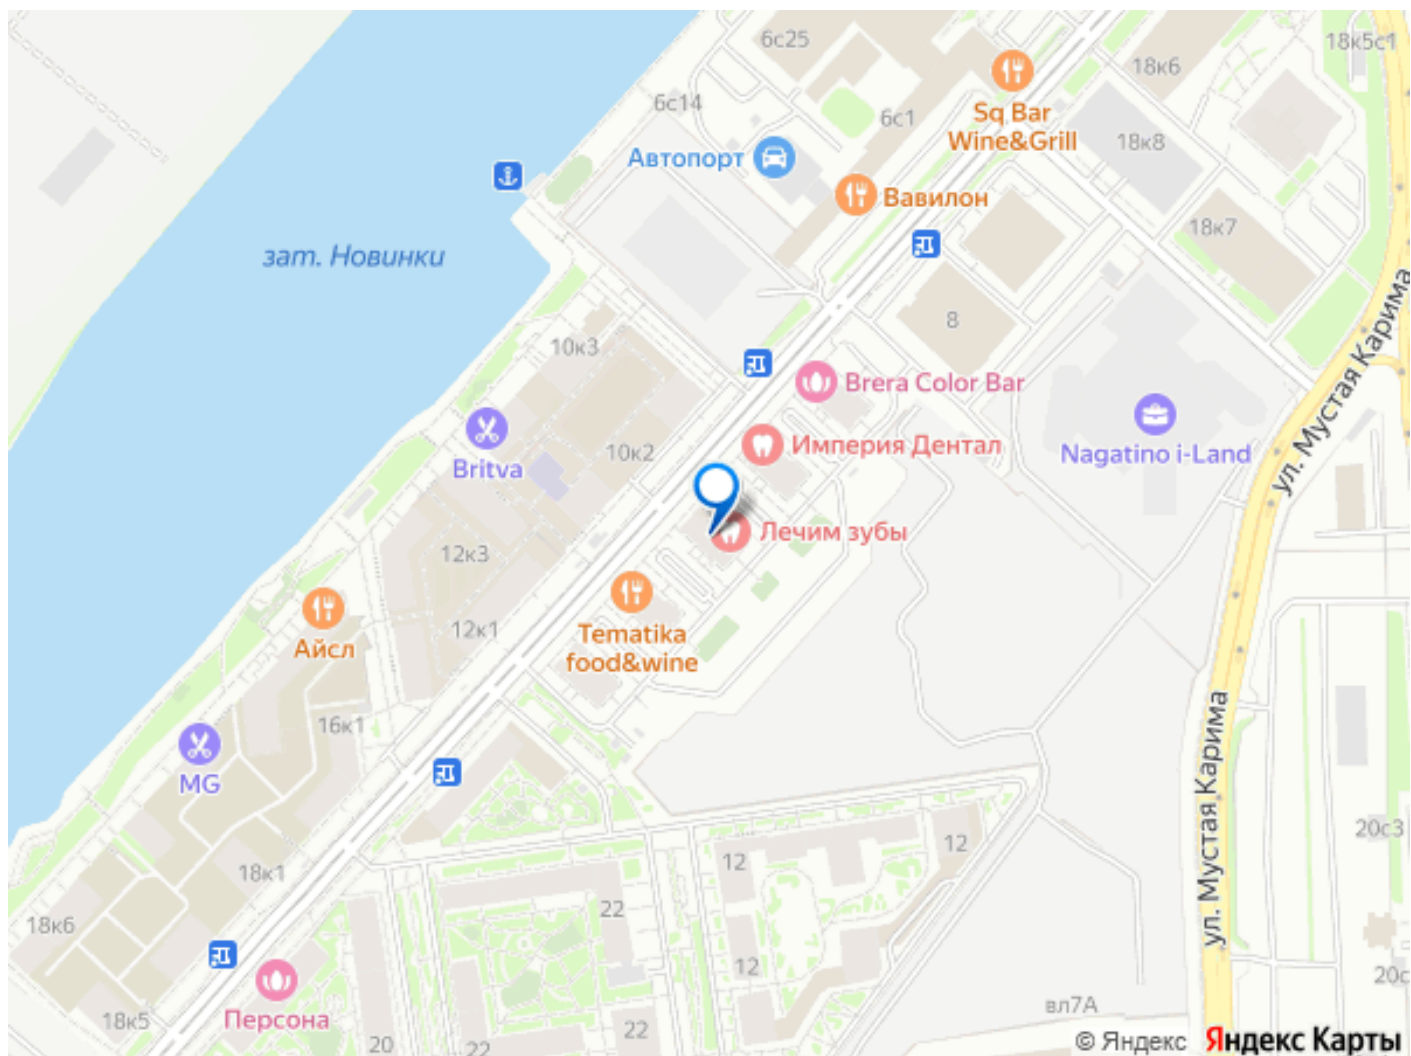 6с25
18к5с1
18к6
6с14
Sq Bar
Wine&Grill
6с1
18к8
Автопорт
Вавилон
18к7
зат. Новинки
8
10к3
Brera Color Bar
ул. Мустая Карима
Britva
10к2
Империя Дентал
Nagatino i-Land
Лечим зубы
12к3
12к1
Tematika
food&wine
Айсл
16к1
MG
ул. Мустая Карима
20с3
12
12
18к1
22
18к6
12
20с
вл7А
18к5
Персона
20
22
22
© Яндекс Яндекс Карты